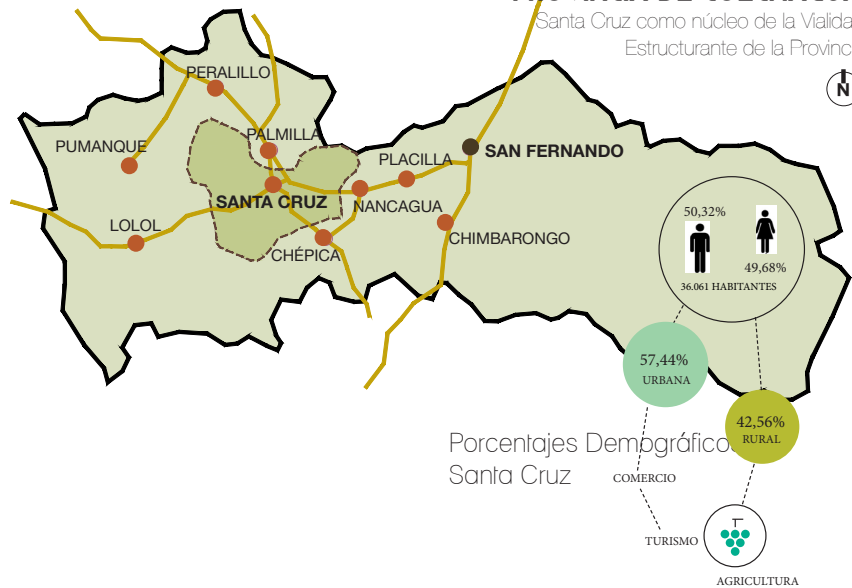 Santa Cruz como núcleo de la Vialida
Estructurante de la Provinc
N
PERALILLO
PALMILLA
PUMANQUE
PLACILLA
SAN FERNANDO
SANTA CRUZ
NANCAGUA
LOLOL
CHIMBARONGO
CHÉPICA
50,32%
49,68%
36.061 HABITANTES
57,44%
URBANA
42,56%
RURAL
Porcentajes Demográfico
Santa Cruz
COMERCIO
TURISMO
AGRICULTURA